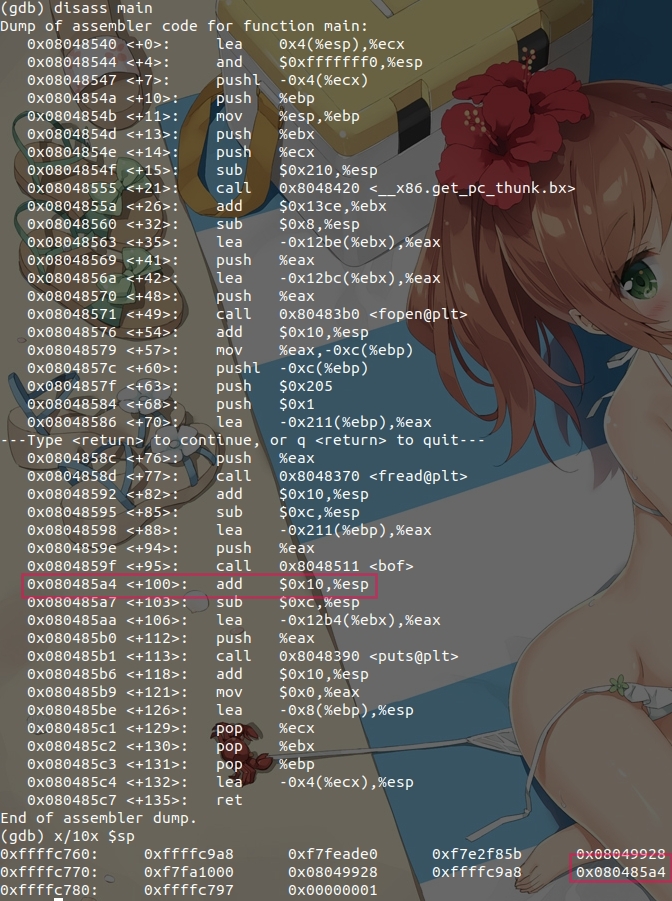 (gdb) disass main
Dump of assembler code for function main:
   0x08048540 <+0>:     lea    0x4(%esp),%ecx
   0x08048544 <+4>:     and    $0xfffffff0,%esp
   0x08048547 <+7>:     pushl  -0x4(%ecx)
   0x0804854a <+10>:    push   %ebp
   0x0804854b <+11>:    mov    %esp,%ebp
   0x0804854d <+13>:    push   %ebx
   0x0804854e <+14>:    push   %ecx
   0x0804854f <+15>:    sub    $0x210,%esp
   0x08048555 <+21>:    call   0x8048420 <__x86.get_pc_thunk.bx>
   0x0804855a <+26>:    add    $0x13ce,%ebx
   0x08048560 <+32>:    sub    $0x8,%esp
   0x08048563 <+35>:    lea    -0x12be(%ebx),%eax
   0x08048569 <+41>:    push   %eax
   0x0804856a <+42>:    lea    -0x12bc(%ebx),%eax
   0x08048570 <+48>:    push   %eax
   0x08048571 <+49>:    call   0x80483b0 <fopen@plt>
   0x08048576 <+54>:    add    $0x10,%esp
   0x08048579 <+57>:    mov    %eax,-0xc(%ebp)
   0x0804857c <+60>:    pushl  -0xc(%ebp)
   0x0804857f <+63>:    push   $0x205
   0x08048584 <+68>:    push   $0x1
   0x08048586 <+70>:    lea    -0x211(%ebp),%eax
---Type <return> to continue, or q <return> to quit---
   0x0804858c <+76>:    push   %eax
   0x0804858d <+77>:    call   0x8048370 <fread@plt>
   0x08048592 <+82>:    add    $0x10,%esp
   0x08048595 <+85>:    sub    $0xc,%esp
   0x08048598 <+88>:    lea    -0x211(%ebp),%eax
   0x0804859e <+94>:    push   %eax
   0x0804859f <+95>:    call   0x8048511 <bof>
   0x080485a4 <+100>:   add    $0x10,%esp
   0x080485a7 <+103>:   sub    $0xc,%esp
   0x080485aa <+106>:   lea    -0x12b4(%ebx),%eax
   0x080485b0 <+112>:   push   %eax
   0x080485b1 <+113>:   call   0x8048390 <puts@plt>
   0x080485b6 <+118>:   add    $0x10,%esp
   0x080485b9 <+121>:   mov    $0x0,%eax
   0x080485be <+126>:   lea    -0x8(%ebp),%esp
   0x080485c1 <+129>:   pop    %ecx
   0x080485c2 <+130>:   pop    %ebx
   0x080485c3 <+131>:   pop    %ebp
   0x080485c4 <+132>:   lea    -0x4(%ecx),%esp
   0x080485c7 <+135>:   ret
End of assembler dump.
(gdb) x/10x $sp
0xffffc760:     0xffffc9a8      0xf7feade0      0xf7e2f85b      0x08049928
0xffffc770:     0xf7fa1000      0x08049928      0xffffc9a8      0x080485a4
0xffffc780:     0xffffc797      0x00000001